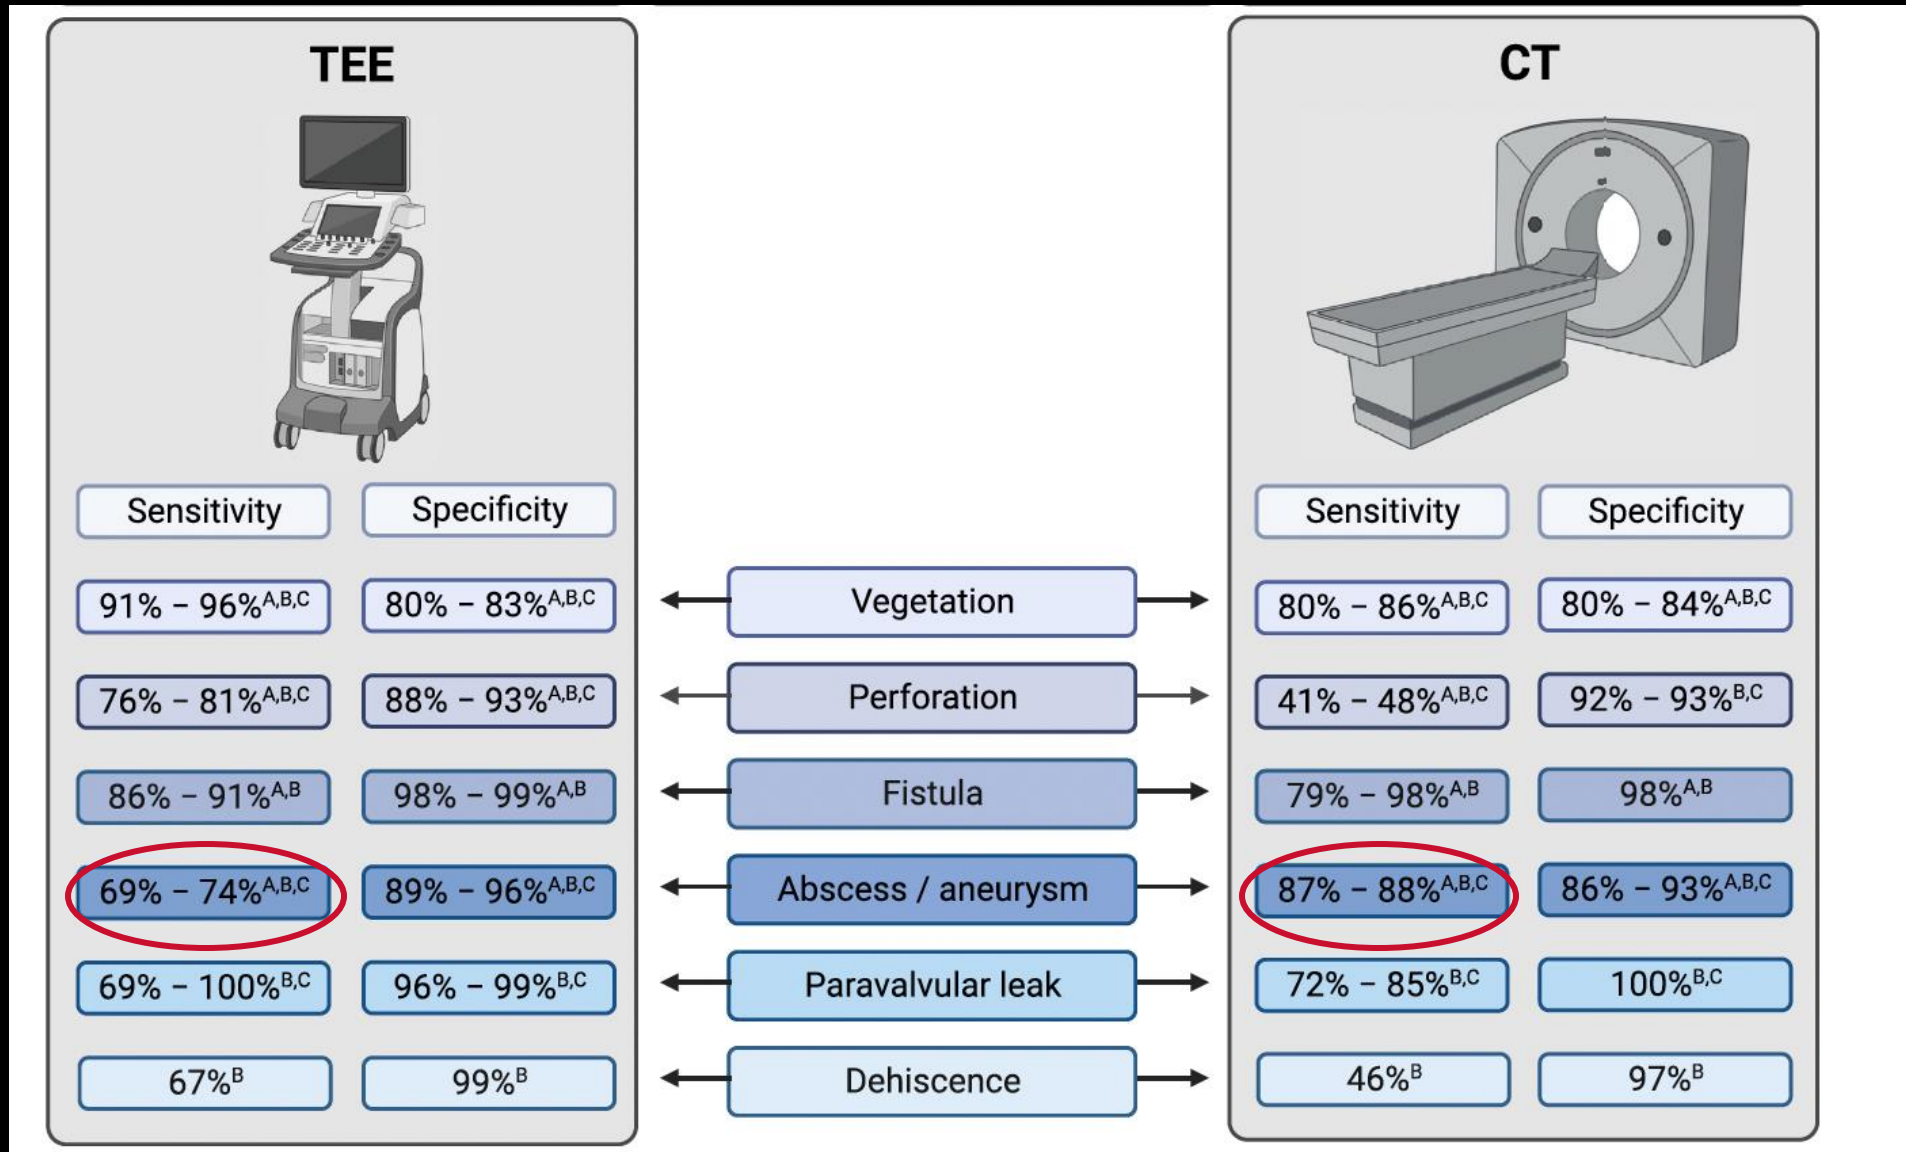 TEE
CT
Sensitivity Specificity
Sensitivity Specificity
91% – 96%A,B,C 80% – 83%A,B,C Vegetation 80% – 86%A,B,C 80% – 84%A,B,C
76% – 81%A,B,C 88% – 93%A,B,C Perforation 41% – 48%A,B,C 92% – 93%B,C
86% – 91%A,B 98% – 99%A,B Fistula 79% – 98%A,B 98%A,B
69% – 74%A,B,C 89% – 96%A,B,C Abscess / aneurysm 87% – 88%A,B,C 86% – 93%A,B,C
69% – 100%B,C 96% – 99%B,C Paravalvular leak 72% – 85%B,C 100%B,C
67%B 99%B Dehiscence 46%B 97%B